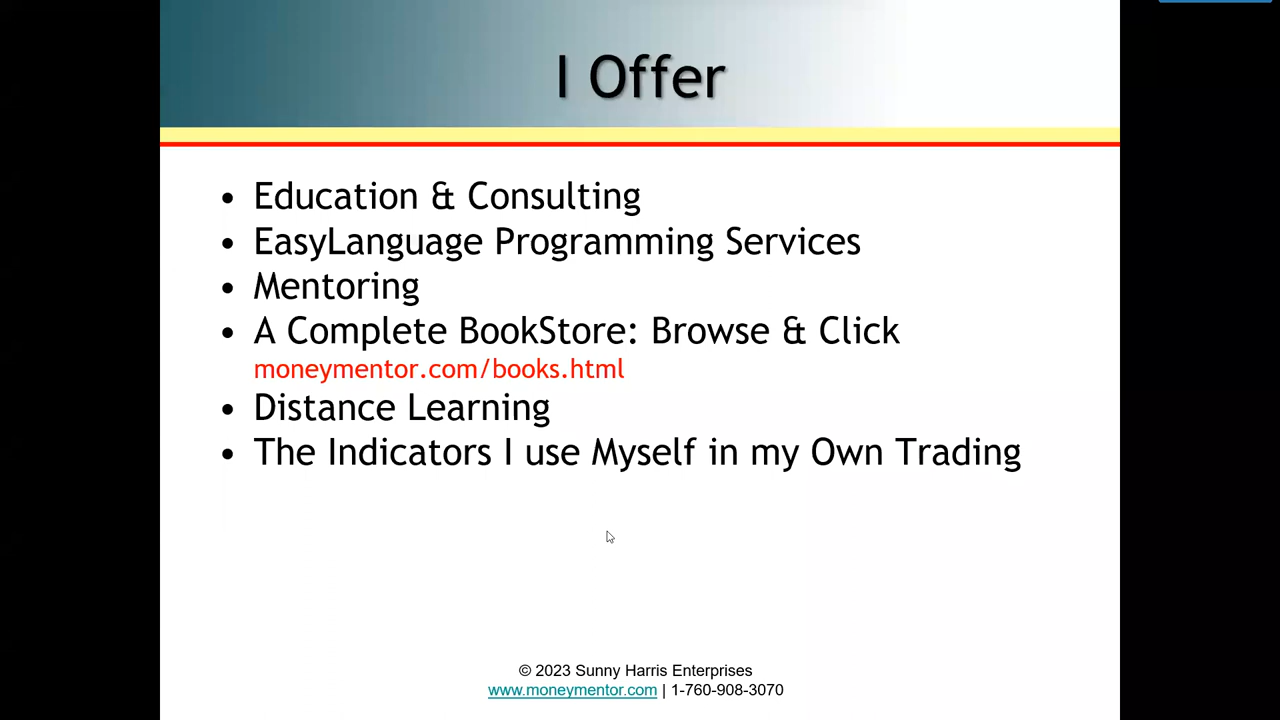 I Offer
• Education & Consulting
• EasyLanguage Programming Services
• Mentoring
• A Complete BookStore: Browse & Click
moneymentor.com/books.html
• Distance Learning
• The Indicators I use Myself in my Own Trading
© 2023 Sunny Harris Enterprises
www.moneymentor.com | 1-760-908-3070